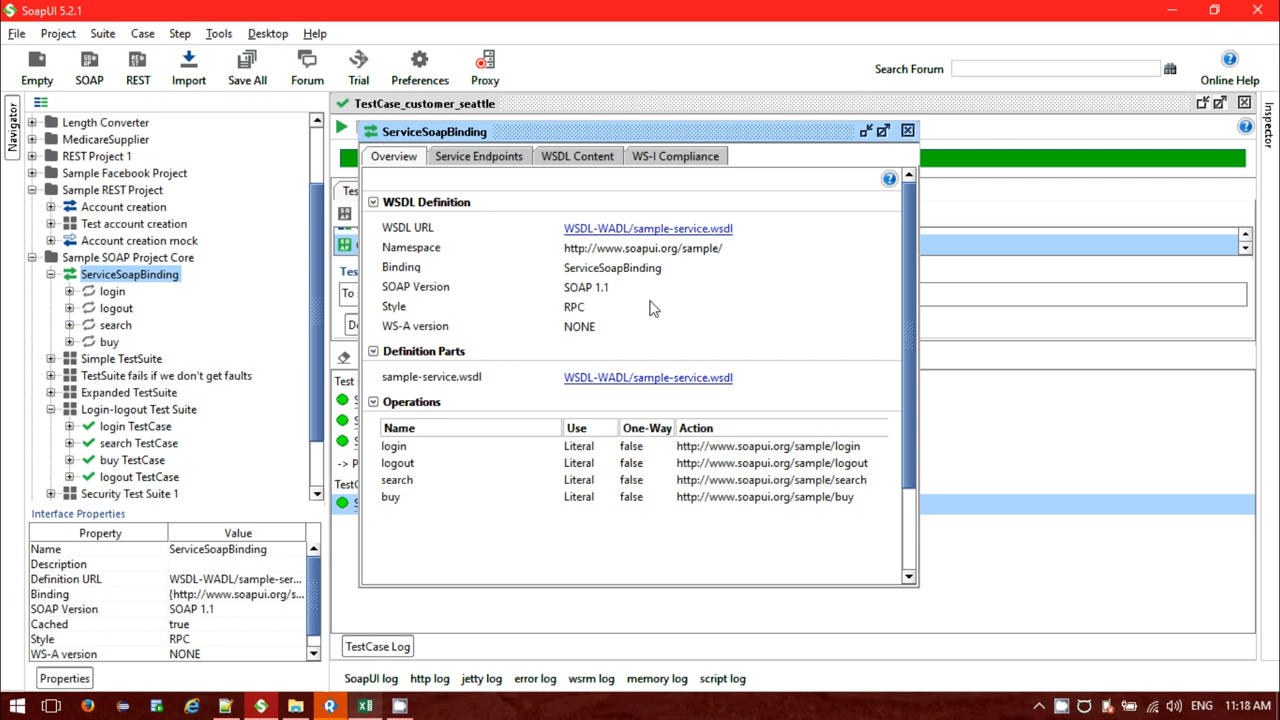 SoapUI 5.2.1
File Project Suite Case Step Tools Desktop Help
Empty SOAP REST Import Save All Forum Trial Preferences Proxy
Search Forum
Online Help
Navigator
Length Converter
MedicareSupplier
REST Project 1
Sample Facebook Project
Sample REST Project
Account creation
Test account creation
Account creation mock
Sample SOAP Project Core
ServiceSoapBinding
login
logout
search
buy
Simple TestSuite
TestSuite fails if we don't get faults
Expanded TestSuite
Login-logout Test Suite
login TestCase
search TestCase
buy TestCase
logout TestCase
Security Test Suite 1
Interface Properties
Property Value
Name ServiceSoapBinding
Description
Definition URL WSDL-WADL/sample-ser...
Binding {http://www.soapui.org/s...
SOAP Version SOAP 1.1
Cached true
Style RPC
WS-A version NONE
Properties
TestCase_customer_seattle
Inspector
ServiceSoapBinding
Overview Service Endpoints WSDL Content WS-I Compliance
WSDL Definition
WSDL URL WSDL-WADL/sample-service.wsdl
Namespace http://www.soapui.org/sample/
Binding ServiceSoapBinding
SOAP Version SOAP 1.1
Style RPC
WS-A version NONE
Definition Parts
sample-service.wsdl WSDL-WADL/sample-service.wsdl
Operations
Name Use One-Way Action
login Literal false http://www.soapui.org/sample/login
logout Literal false http://www.soapui.org/sample/logout
search Literal false http://www.soapui.org/sample/search
buy Literal false http://www.soapui.org/sample/buy
Tes
Tes
To
D
Test
S
S
S
-> P
TestC
S
TestCase Log
SoapUI log http log jetty log error log wsrm log memory log script log
ENG 11:18 AM